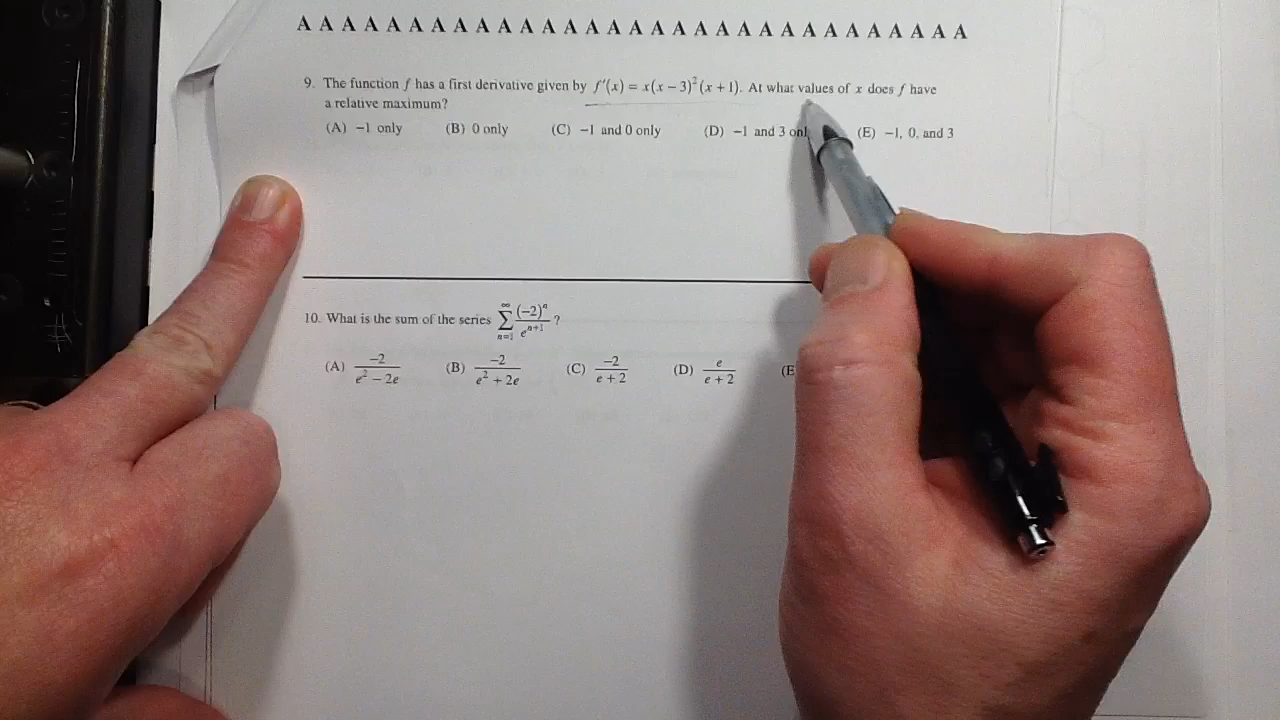 A A A A A A A A A A A A A A A A A A A A A A A A A A A A A A A
9. The function f has a first derivative given by f′(x) = x(x − 3)²(x + 1). At what values of x does f have
a relative maximum?
(A) −1 only (B) 0 only (C) −1 and 0 only (D) −1 and 3 (E) −1, 0, and 3
10. What is the sum of the series ∑_{n=1}^{∞} (−2)ⁿ/eⁿ⁺¹ ?
(A) −2/(e² − 2e) (B) −2/(e² + 2e) (C) −2/(e + 2) (D) e/(e + 2) (E